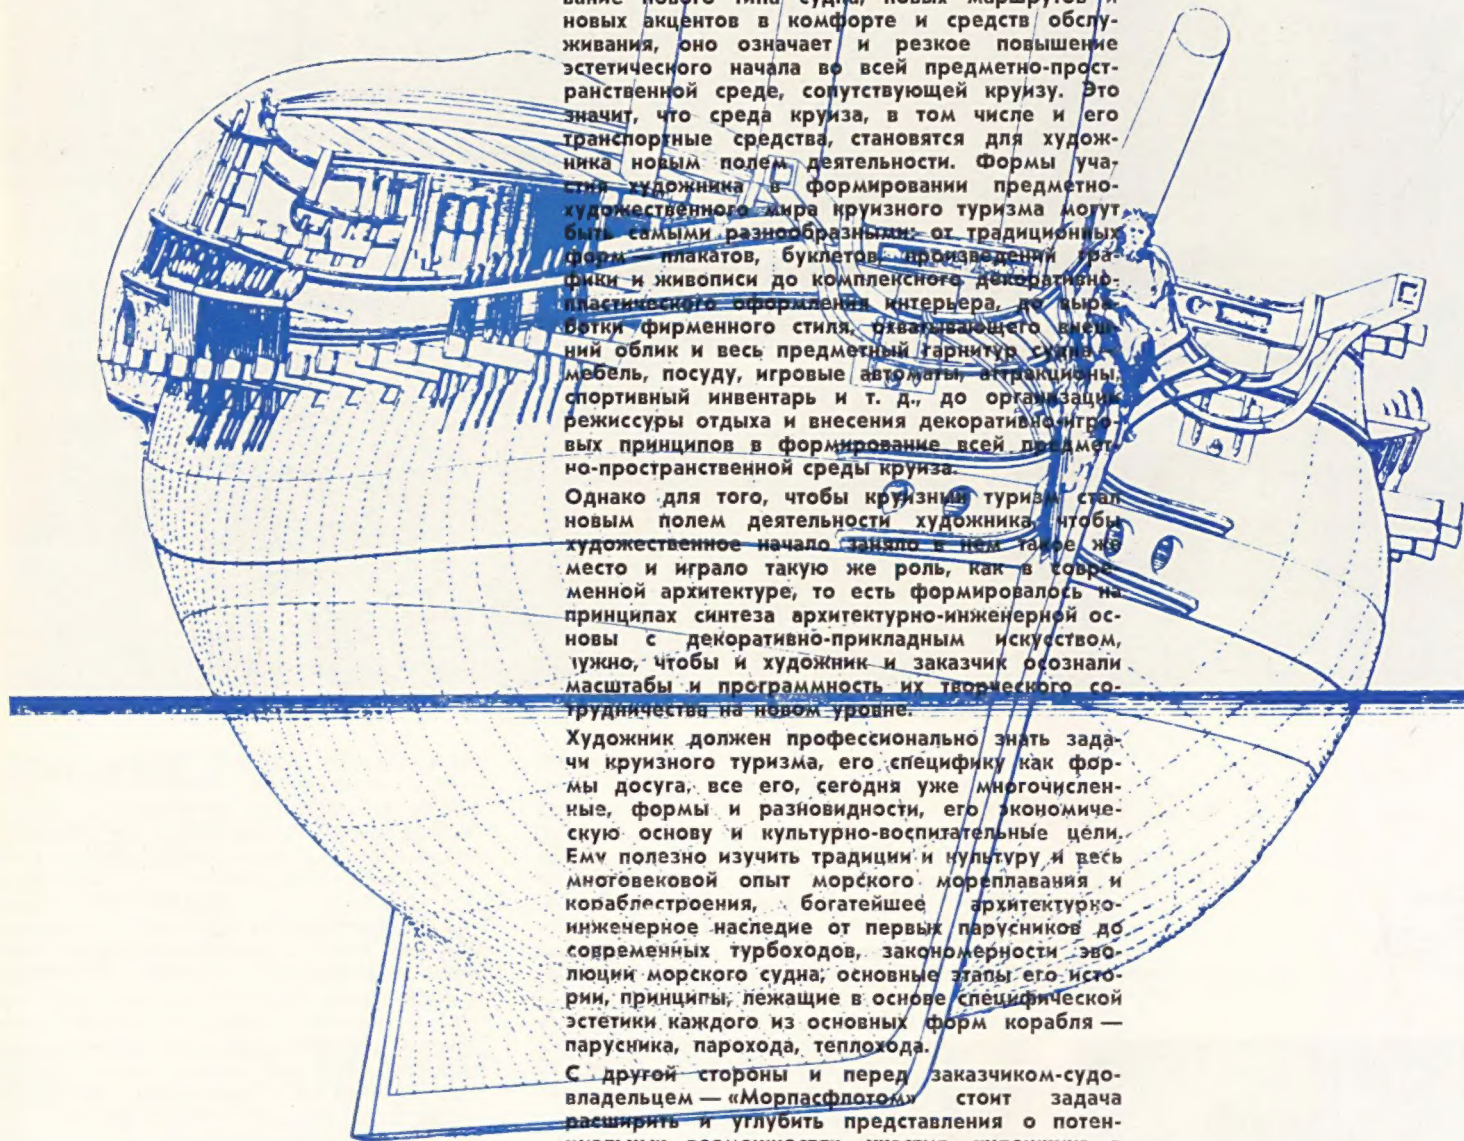 вание нового типа судна, новых маршрутов и
новых акцентов в комфорте и средств обслу-
живания, оно означает и резкое повышение
эстетического начала во всей предметно-прост-
ранственной среде, сопутствующей круизу. Это
значит, что среда круиза, в том числе и его
транспортные средства, становятся для худож-
ника новым полем деятельности. Формы уча-
стия художника в формировании предметно-
художественного мира круизного туризма могут
быть самыми разнообразными: от традиционных
форм — плакатов, буклетов, произведений гра-
фики и живописи до комплексного декоративно-
пластического оформления интерьера, до выра-
ботки фирменного стиля, охватывающего внеш-
ний облик и весь предметный гарнитур судна —
мебель, посуду, игровые автоматы, аттракционы,
спортивный инвентарь и т. д., до организации
режиссуры отдыха и внесения декоративно-игро-
вых принципов в формирование всей предмет-
но-пространственной среды круиза.
Однако для того, чтобы круизный туризм стал
новым полем деятельности художника, чтобы
художественное начало заняло в нем такое же
место и играло такую же роль, как в совре-
менной архитектуре, то есть формировалось на
принципах синтеза архитектурно-инженерной ос-
новы с декоративно-прикладным искусством,
нужно, чтобы и художник и заказчик осознали
масштабы и программность их творческого со-
трудничества на новом уровне.
Художник должен профессионально знать зада-
чи круизного туризма, его специфику как фор-
мы досуга, все его, сегодня уже многочислен-
ные, формы и разновидности, его экономиче-
скую основу и культурно-воспитательные цели.
Ему полезно изучить традиции и культуру и весь
многовековой опыт морского мореплавания и
кораблестроения, богатейшее архитектурно-
инженерное наследие от первых парусников до
современных турбоходов, закономерности эво-
люций морского судна, основные этапы его исто-
рии, принципы, лежащие в основе специфической
эстетики каждого из основных форм корабля —
парусника, парохода, теплохода.
С другой стороны и перед заказчиком-судо-
владельцем — «Морпасфлотом» стоит задача
расширить и углубить представления о потен-